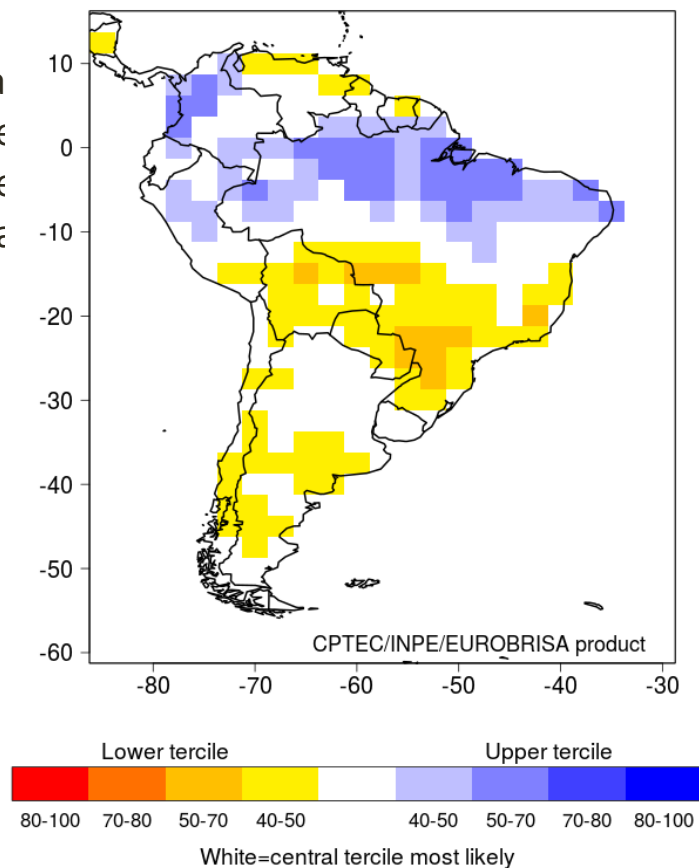 10
0
-10
-20
-30
-40
-50
-60
CPTEC/INPE/EUROBRISA product
-80 -70 -60 -50 -40 -30
Lower tercile Upper tercile
80-100 70-80 50-70 40-50 40-50 50-70 70-80 80-100
White=central tercile most likely